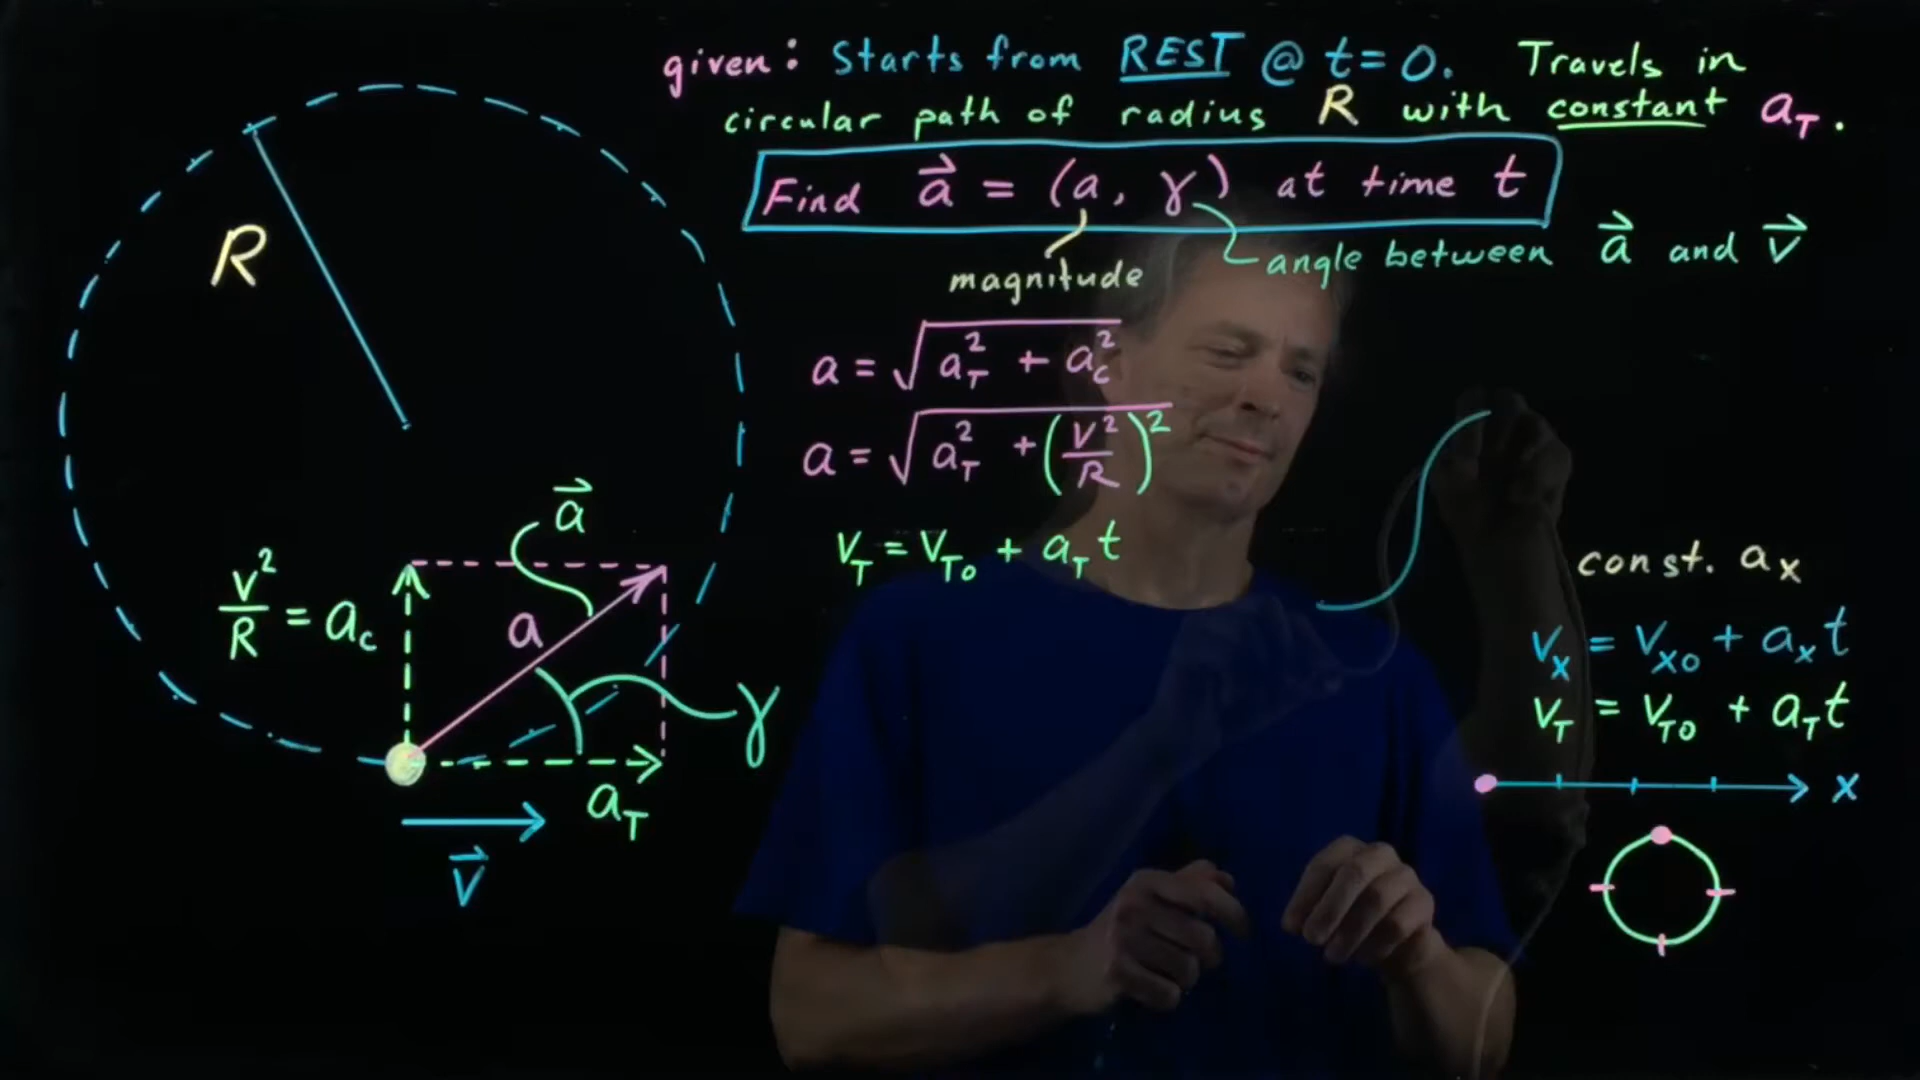 given: Starts from REST @ t=0. Travels in
circular path of radius R with constant a_T.
Find a⃗ = (a, γ) at time t
magnitude
angle between a⃗ and v⃗
R
a = √(a_T² + a_c²)
a = √(a_T² + (v²/R)²)
v_T = v_T0 + a_T t
a⃗
v²/R = a_c
a
γ
a_T
v⃗
const. a_x
v_x = v_x0 + a_x t
v_T = v_T0 + a_T t
x